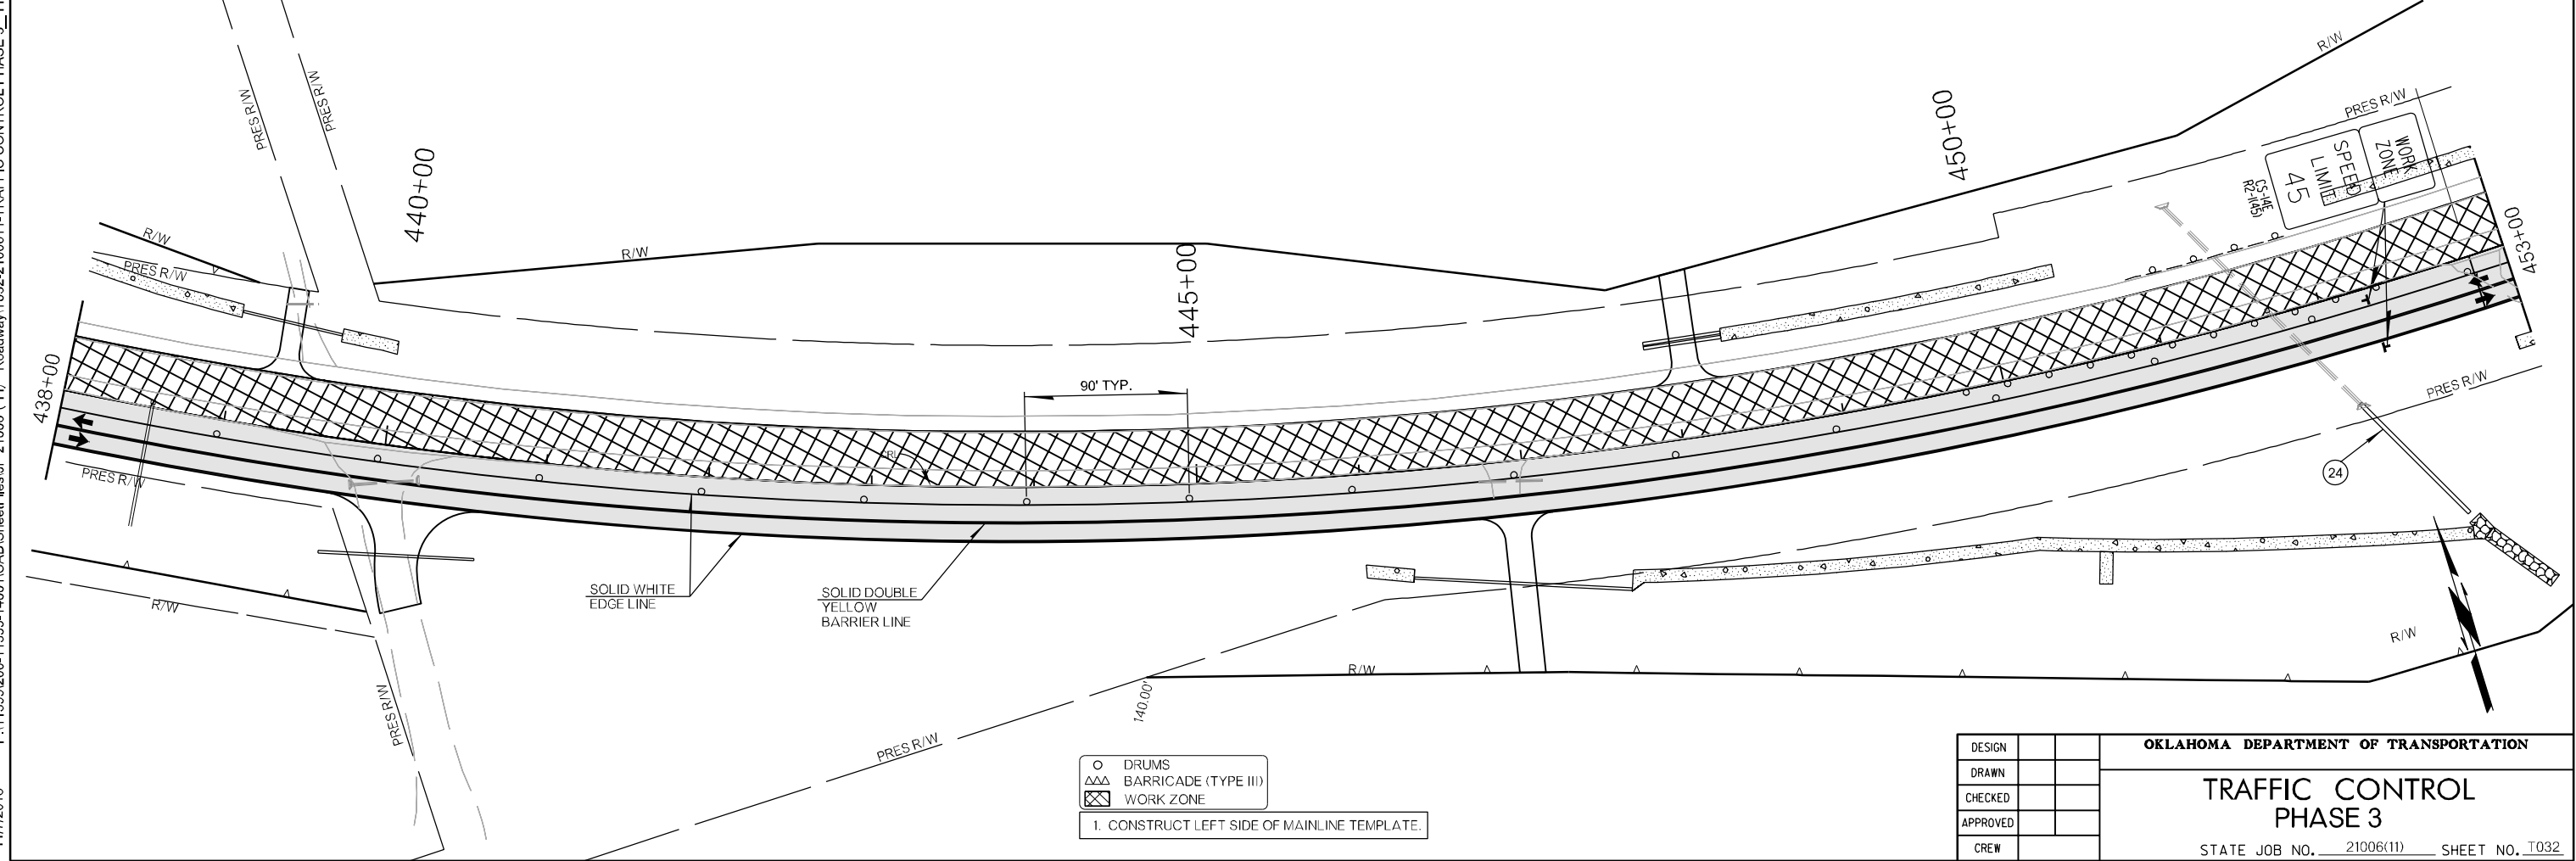 R/W
PRES R/W
PRES R/W
PRES R/W
450+00
440+00
WORK
ZONE
SPEED
LIMIT
45
CS-14E
R2-1(45)
R/W
R/W
PRES R/W
445+00
453+00
438+00
90' TYP.
PRES R/W
CRL
PRES R/W
24
SOLID WHITE
EDGE LINE
SOLID DOUBLE
YELLOW
BARRIER LINE
R/W
R/W
R/W
PRES R/W
140.00'
PRES R/W
DRUMS
BARRICADE (TYPE III)
WORK ZONE
1. CONSTRUCT LEFT SIDE OF MAINLINE TEMPLATE.
DESIGN
DRAWN
CHECKED
APPROVED
CREW
OKLAHOMA DEPARTMENT OF TRANSPORTATION
TRAFFIC CONTROL
PHASE 3
STATE JOB NO. 21006(11) SHEET NO. T032